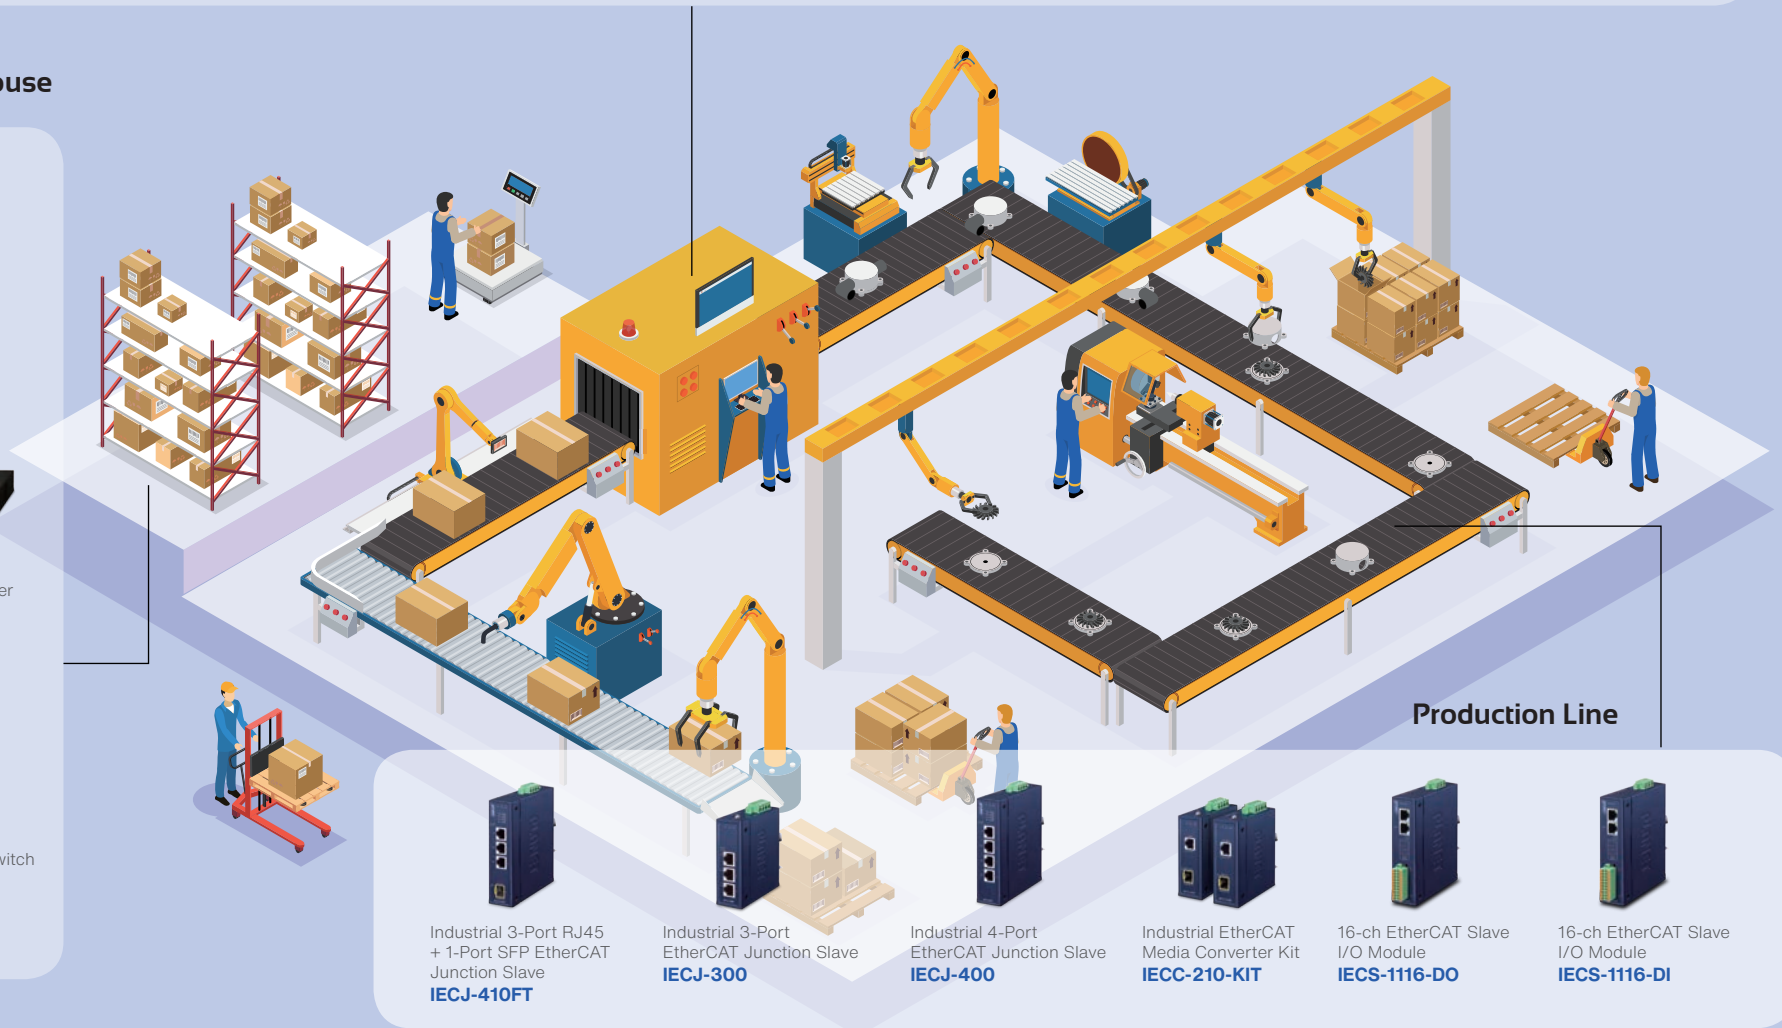 ouse
er
witch
Production Line
Industrial 3-Port RJ45
+ 1-Port SFP EtherCAT
Junction Slave
IECJ-410FT
Industrial 3-Port
EtherCAT Junction Slave
IECJ-300
Industrial 4-Port
EtherCAT Junction Slave
IECJ-400
Industrial EtherCAT
Media Converter Kit
IECC-210-KIT
16-ch EtherCAT Slave
I/O Module
IECS-1116-DO
16-ch EtherCAT Slave
I/O Module
IECS-1116-DI